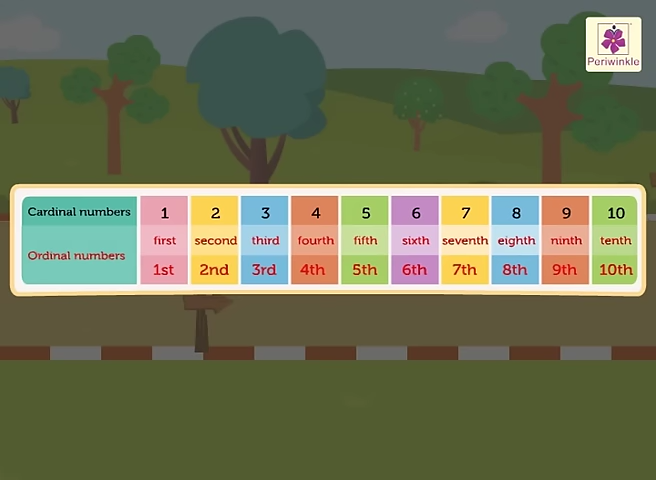 Periwinkle
Cardinal numbers 1 2 3 4 5 6 7 8 9 10
first second third fourth fifth sixth seventh eighth ninth tenth
Ordinal numbers
1st 2nd 3rd 4th 5th 6th 7th 8th 9th 10th